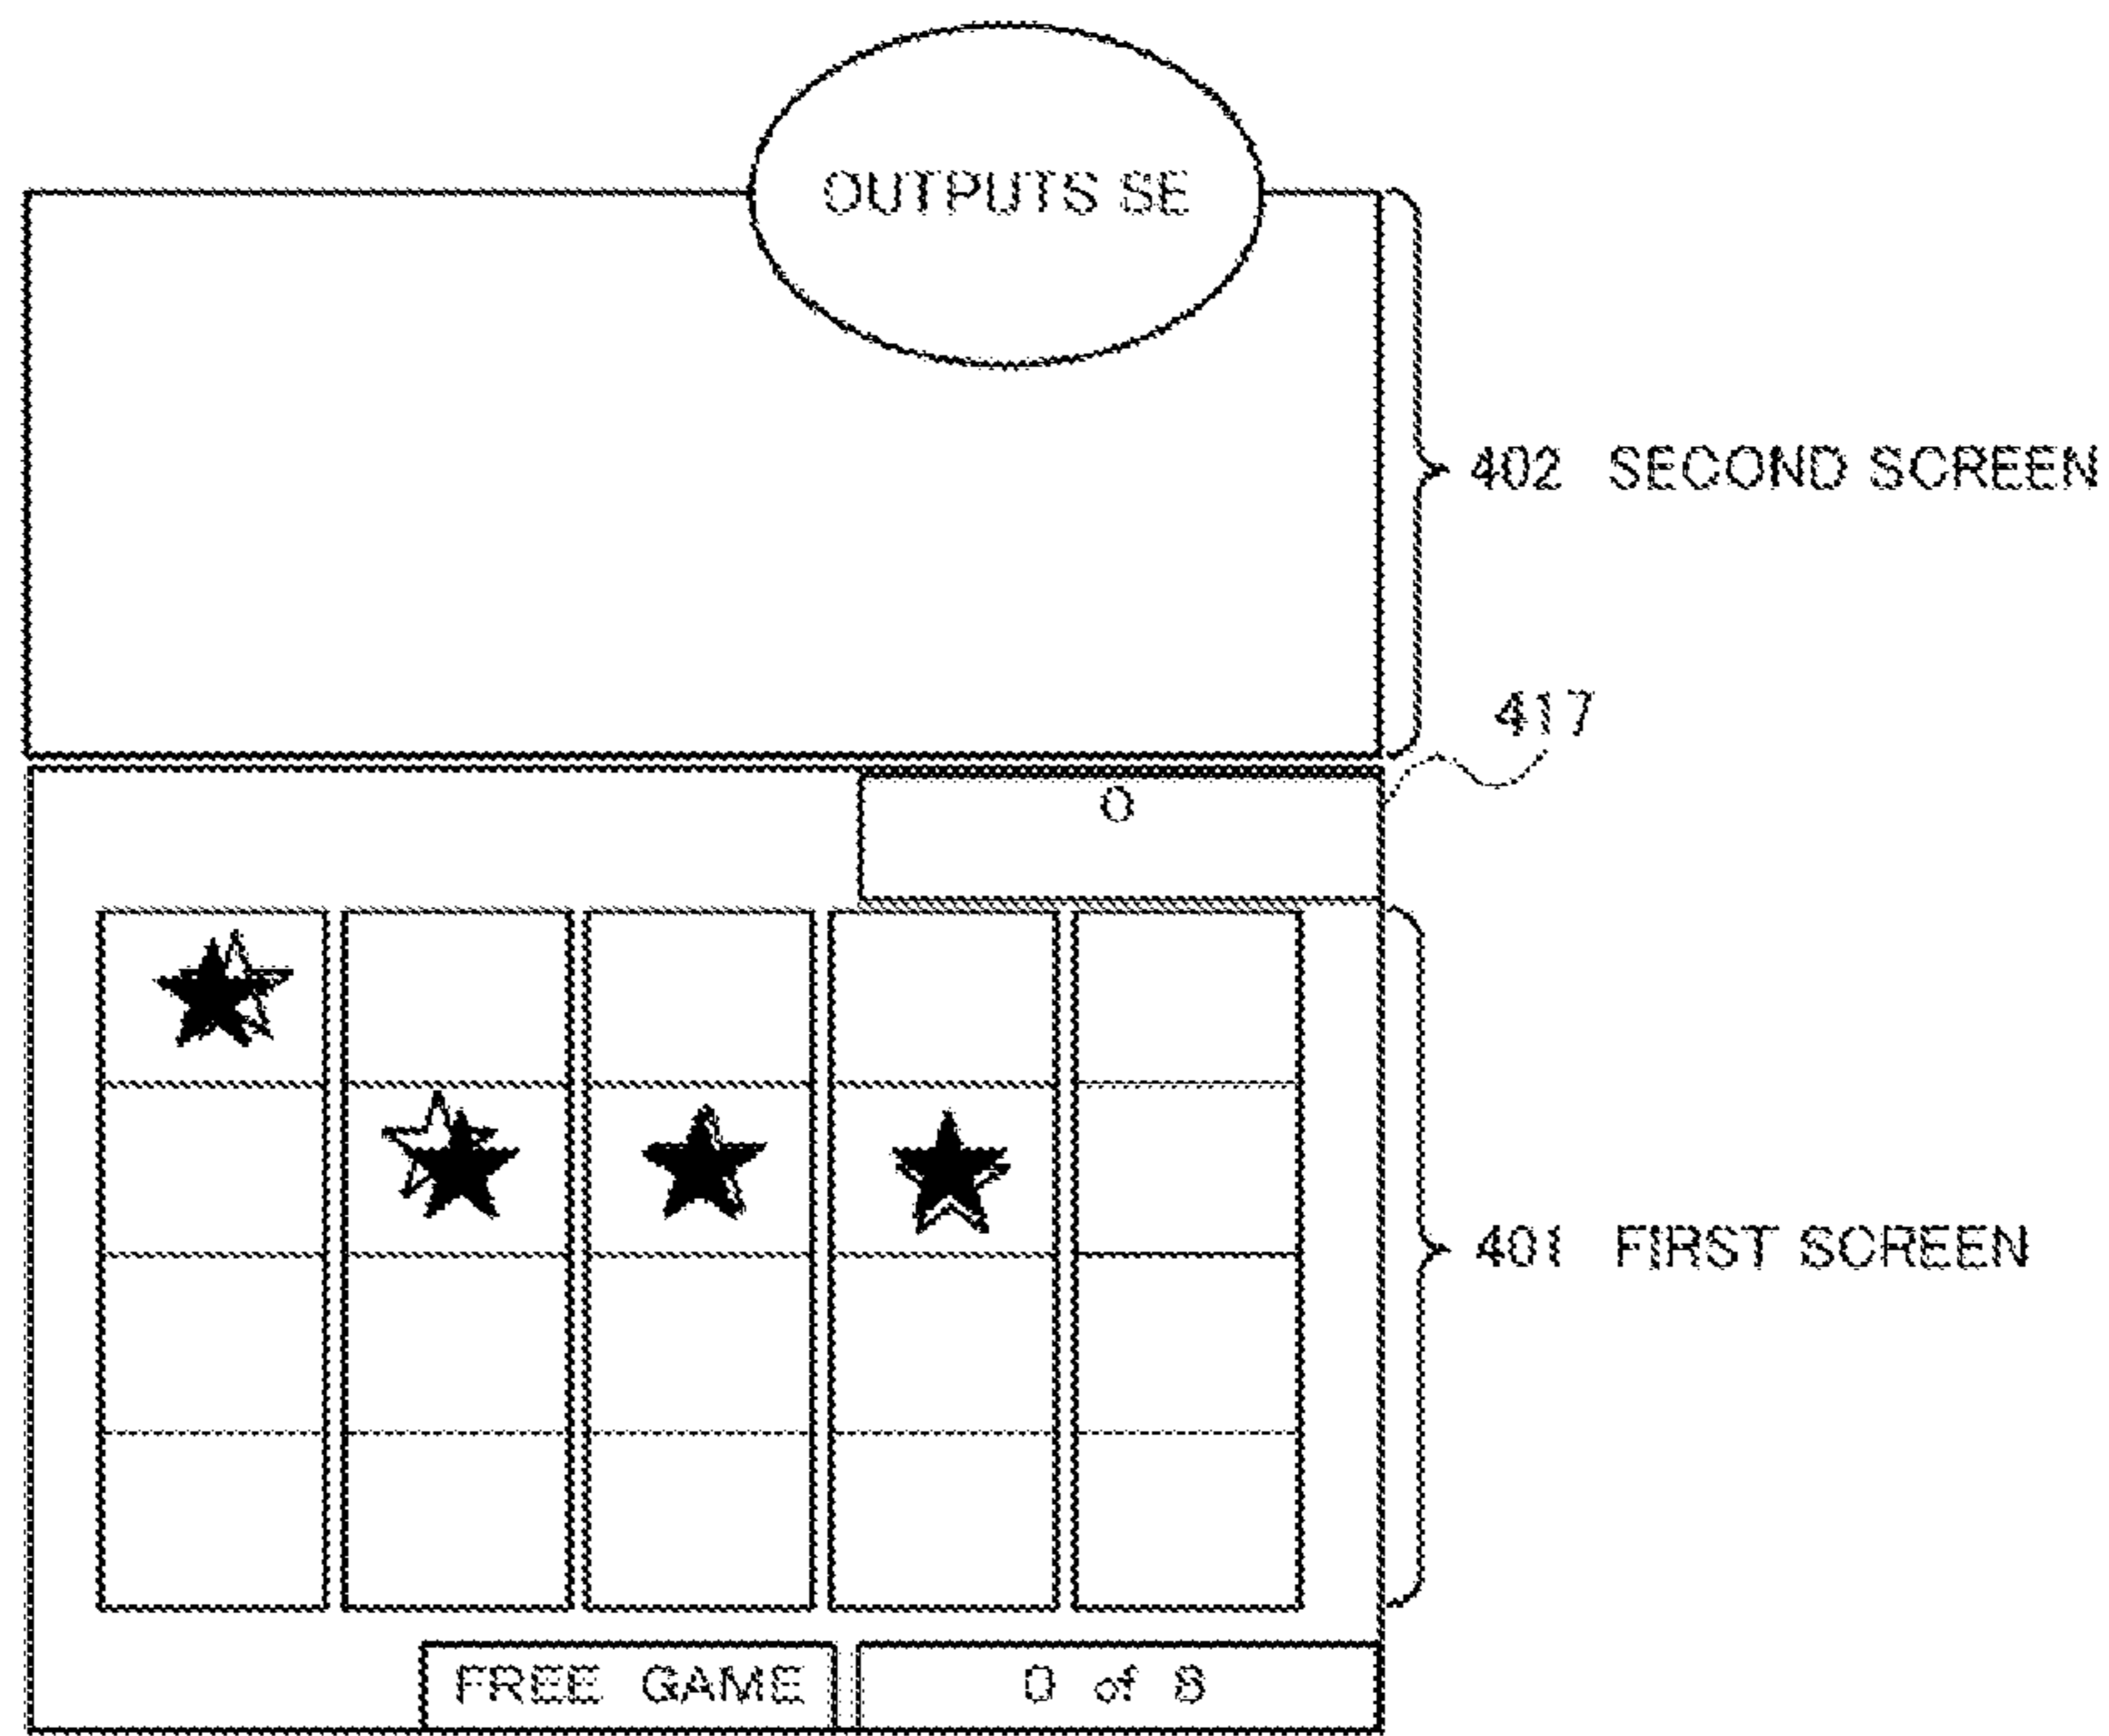 OUTPUTS SE
402 SECOND SCREEN
417
0
401 FIRST SCREEN
FREE GAME
0 of 8